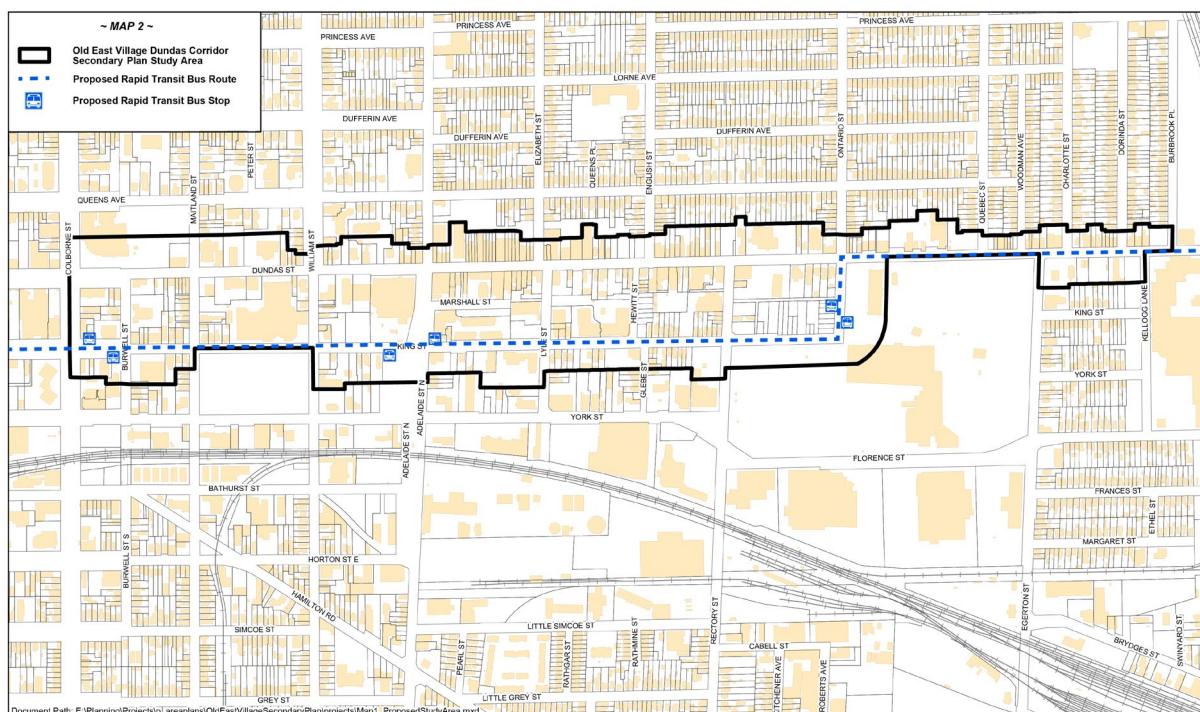 ~ MAP 2 ~
Old East Village Dundas Corridor
Secondary Plan Study Area
Proposed Rapid Transit Bus Route
Proposed Rapid Transit Bus Stop
PRINCESS AVE
PRINCESS AVE
PRINCESS AVE
LORNE AVE
DUFFERIN AVE
DUFFERIN AVE
DUFFERIN AVE
ELIZABETH ST
QUEENS PL
ENGLISH ST
ONTARIO ST
WOODMAN AVE
CHARLOTTE ST
DORINDA ST
BURBROOK PL
PETER ST
MAITLAND ST
QUEENS AVE
QUEBEC ST
COLBORNE ST
WILLIAM ST
DUNDAS ST
MARSHALL ST
HEWITT ST
KING ST
KELLOGG LANE
BURWELL ST
KING ST
LYLE ST
GLEBE ST
YORK ST
ADELAIDE ST N
YORK ST
ADELAIDE ST N
FLORENCE ST
BATHURST ST
FRANCES ST
ETHEL ST
MARGARET ST
BURWELL ST S
HORTON ST E
HAMILTON RD
SIMCOE ST
LITTLE SIMCOE ST
RECTORY ST
EGERTON ST
CABELL ST
BRYDGES ST
SWINYARD ST
PEARL ST
RATHGAR ST
RATHMINE ST
TCHENER AVE
ROBERTS AVE
GREY ST
LITTLE GREY ST